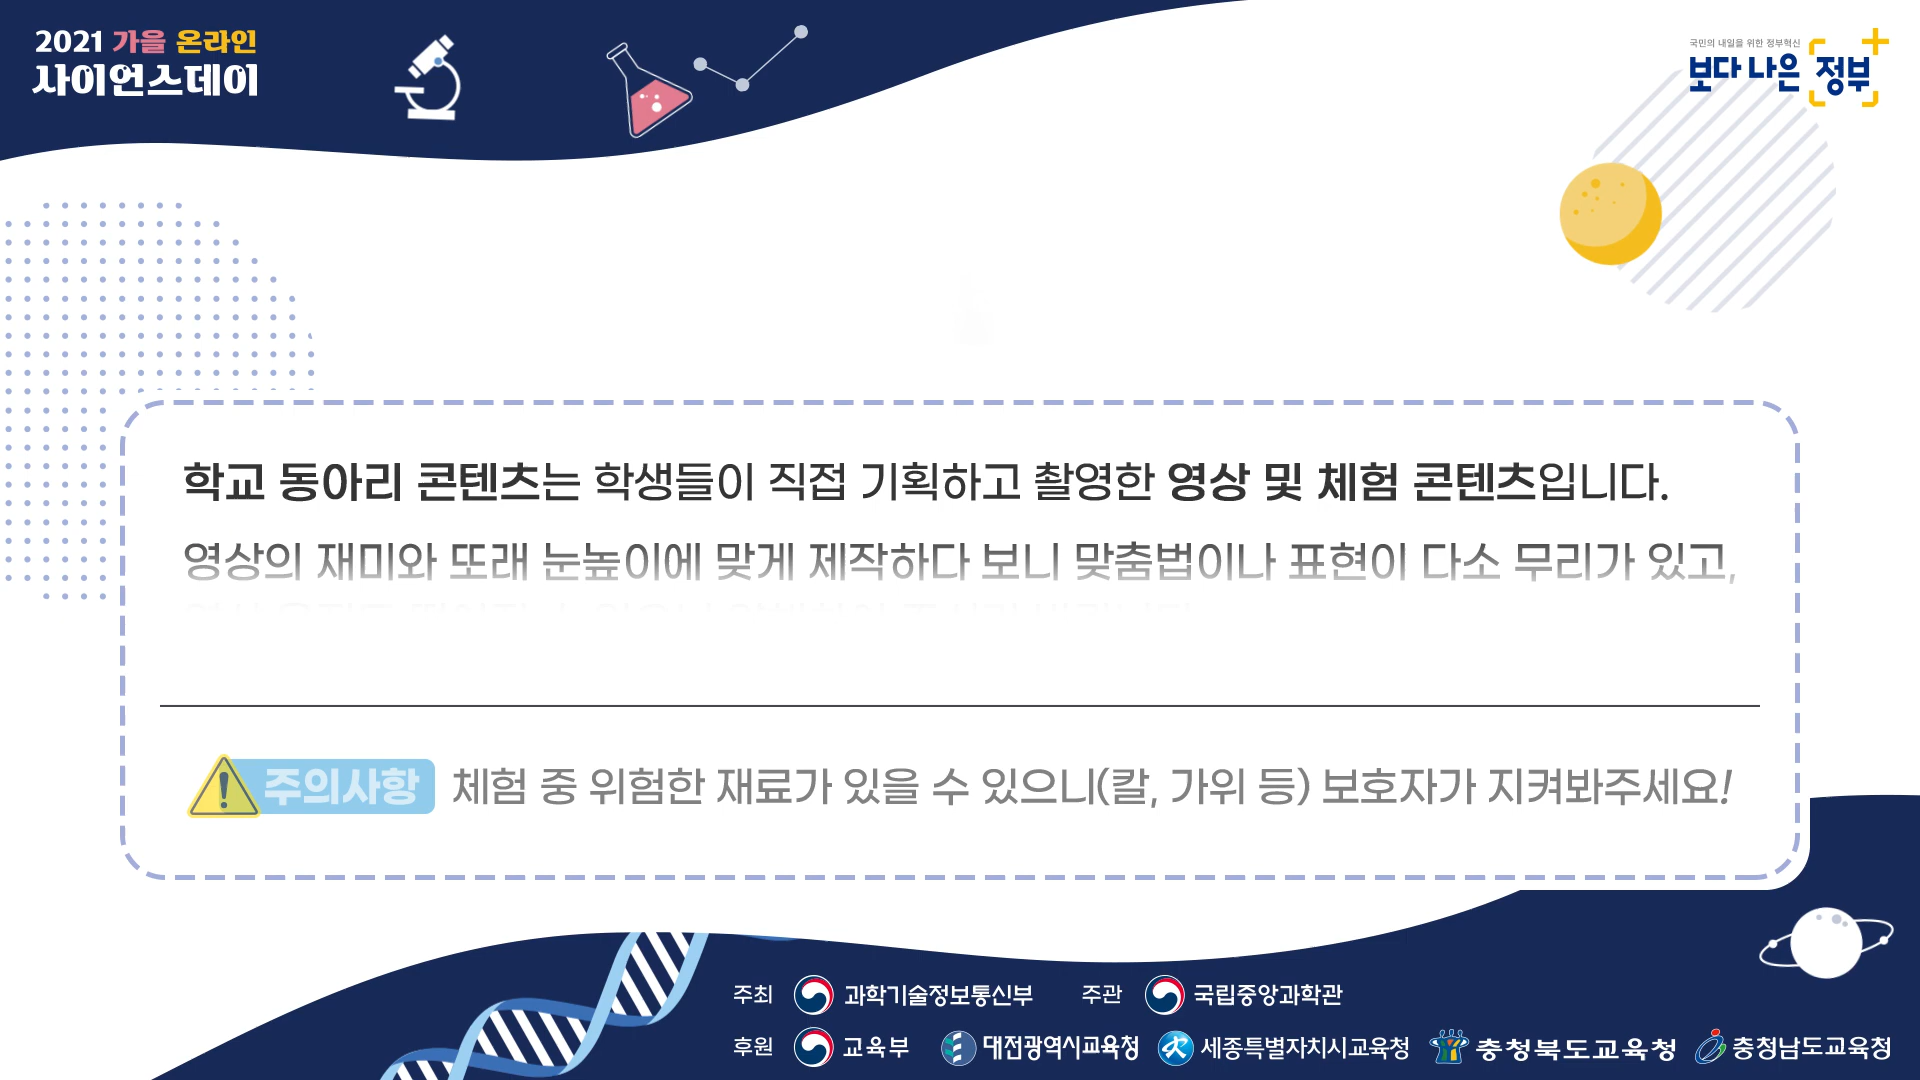 2021 가을 온라인
사이언스데이
국민의 내일을 위한 정부혁신
보다 나은 정부
학교 동아리 콘텐츠는 학생들이 직접 기획하고 촬영한 영상 및 체험 콘텐츠입니다.
영상의 재미와 또래 눈높이에 맞게 제작하다 보니 맞춤법이나 표현이 다소 무리가 있고,
주의사항 체험 중 위험한 재료가 있을 수 있으니(칼, 가위 등) 보호자가 지켜봐주세요!
주최 과학기술정보통신부 주관 국립중앙과학관
후원 교육부 대전광역시교육청 세종특별자치시교육청 충청북도교육청 충청남도교육청